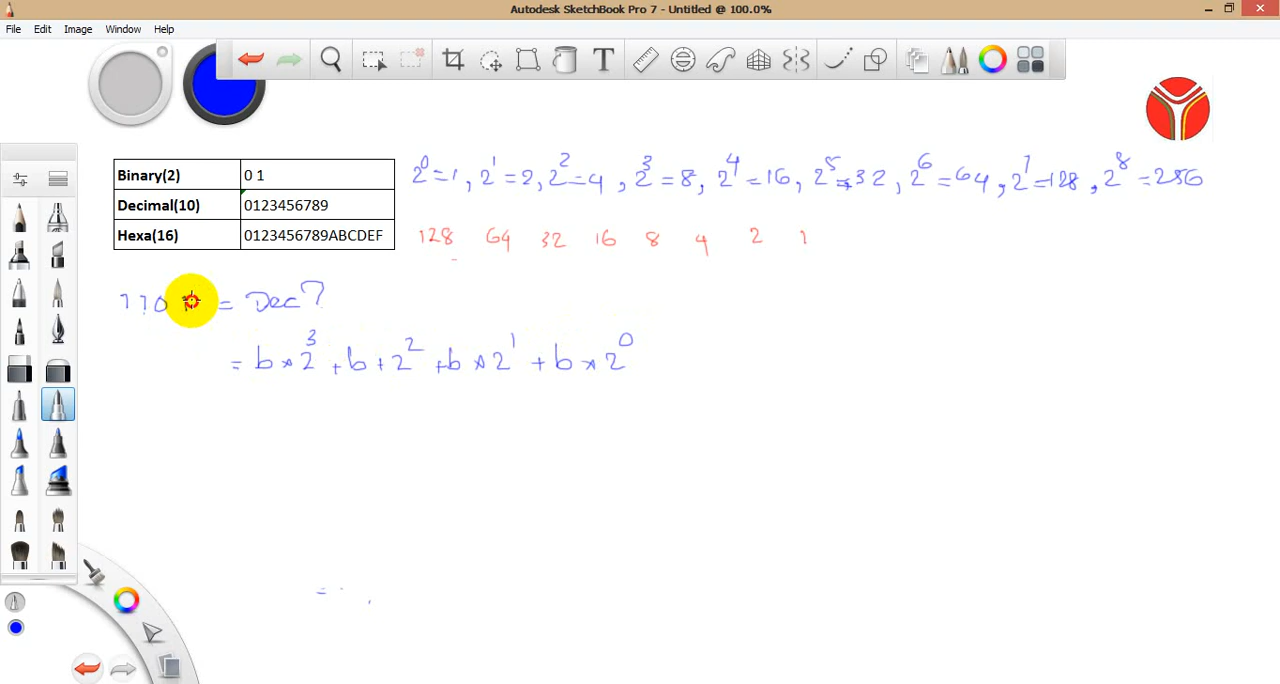 Autodesk SketchBook Pro 7 - Untitled @ 100.0%
File Edit Image Window Help
T
Binary(2) 0 1
Decimal(10) 0123456789
Hexa(16) 0123456789ABCDEF
2⁰=1, 2¹=2, 2²=4, 2³=8, 2⁴=16, 2⁵=32, 2⁶=64, 2⁷=128, 2⁸=256
128 64 32 16 8 4 2 1
110 = Dec ?
= b*2³ + b+2² + b*2¹ + b*2⁰
=